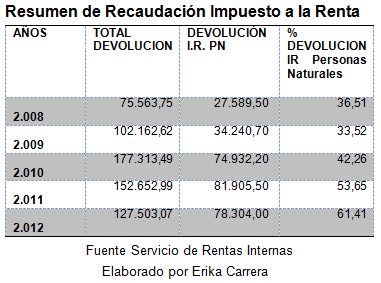 Resumen de Recaudación Impuesto a la Renta
AÑOS TOTAL DEVOLUCION DEVOLUCIÓN I.R. PN % DEVOLUCION IR Personas Naturales
2.008 75.563,75 27.589,50 36,51
2.009 102.162,62 34.240,70 33,52
2.010 177.313,49 74.932,20 42,26
2.011 152.652,99 81.905,50 53,65
2.012 127.503,07 78.304,00 61,41
Fuente Servicio de Rentas Internas
Elaborado por Erika Carrera